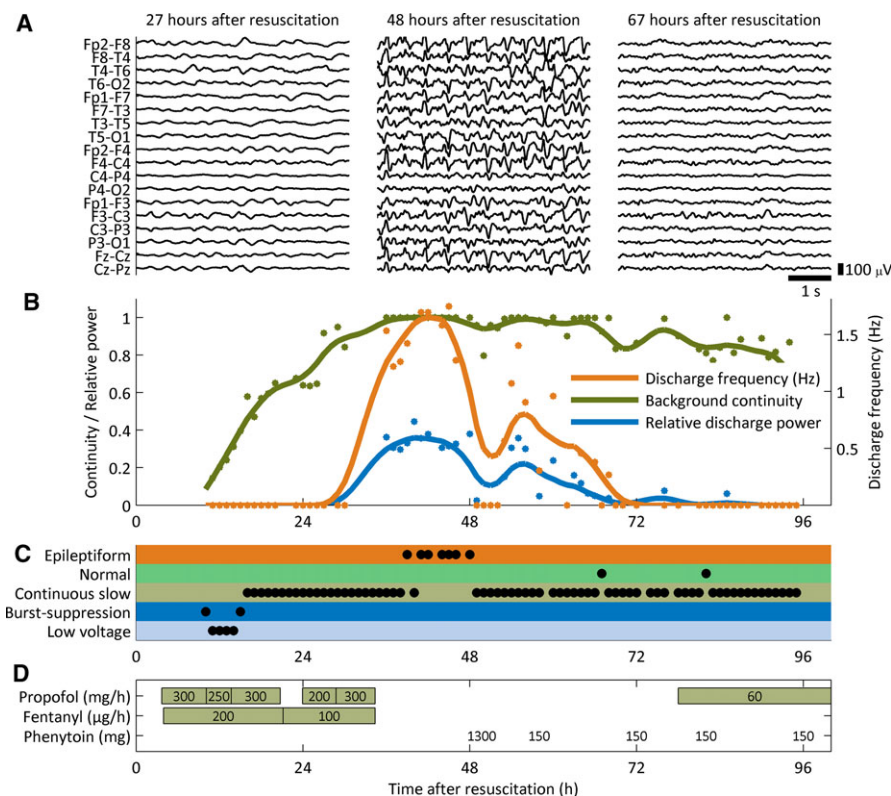 A
27 hours after resuscitation
48 hours after resuscitation
67 hours after resuscitation
Fp2-F8
F8-T4
T4-T6
T6-O2
Fp1-F7
F7-T3
T3-T5
T5-O1
Fp2-F4
F4-C4
C4-P4
P4-O2
Fp1-F3
F3-C3
C3-P3
P3-O1
Fz-Cz
Cz-Pz
100 µV
1 s
B
Continuity / Relative power
1
0.8
0.6
0.4
0.2
0
Discharge frequency (Hz)
Background continuity
Relative discharge power
1.5
1
0.5
Discharge frequency (Hz)
0 24 48 72 96
C
Epileptiform
Normal
Continuous slow
Burst-suppression
Low voltage
0 24 48 72 96
D
Propofol (mg/h) 300 250 300 200 300 60
Fentanyl (µg/h) 200 100
Phenytoin (mg) 1300 150 150 150 150
0 24 48 72 96
Time after resuscitation (h)